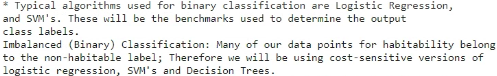 * Typical algorithms used for binary classification are Logistic Regression,
and SVM's. These will be the benchmarks used to determine the output
class labels.
Imbalanced (Binary) Classification: Many of our data points for habitability belong
to the non-habitable label; Therefore we will be using cost-sensitive versions of
logistic regression, SVM's and Decision Trees.